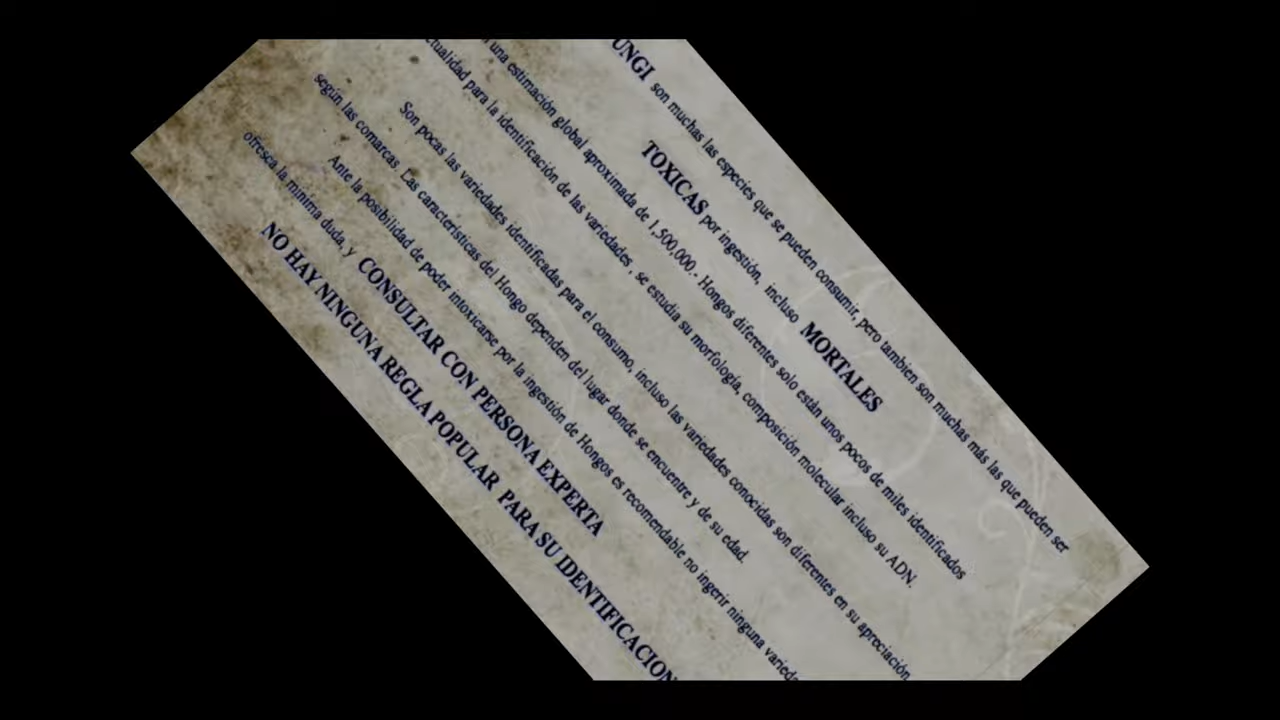 son muchas las especies que se pueden consumir, pero tambien son muchas más las que pueden ser
TOXICAS por ingestión, incluso MORTALES
una estimación global aproximada de 1,500,000.- Hongos diferentes solo están unos pocos de miles identificados
para la identificación de las variedades , se estudia su morfología, composición molecular incluso su ADN.
Son pocas las variedades identificadas para el consumo, incluso las variedades conocidas son diferentes en su apreciación
según las comarcas. Las características del Hongo dependen del lugar donde se encuentre y de su edad.
Ante la posibilidad de poder intoxicarse por la ingestión de Hongos es recomendable no ingerir ninguna
ofresca la mínima duda, y CONSULTAR CON PERSONA EXPERTA
NO HAY NINGUNA REGLA POPULAR PARA SU IDENTIFICACION